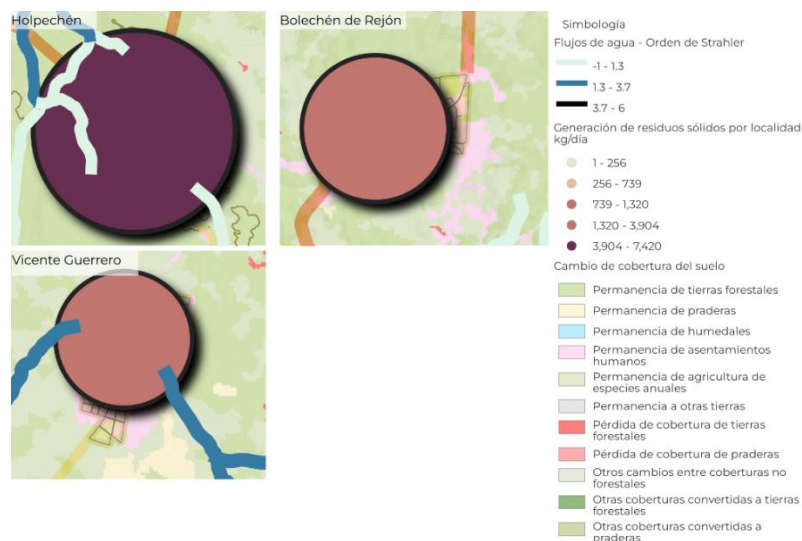 Holpechén
Bolechén de Rejón
Vicente Guerrero
Simbología
Flujos de agua - Orden de Strahler
-1 - 1.3
1.3 - 3.7
3.7 - 6
Generación de residuos sólidos por localidad
kg/día
1 - 256
256 - 739
739 - 1,320
1,320 - 3,904
3,904 - 7,420
Cambio de cobertura del suelo
Permanencia de tierras forestales
Permanencia de praderas
Permanencia de humedales
Permanencia de asentamientos
humanos
Permanencia de agricultura de
especies anuales
Permanencia a otras tierras
Pérdida de cobertura de tierras
forestales
Pérdida de cobertura de praderas
Otros cambios entre coberturas no
forestales
Otras coberturas convertidas a tierras
forestales
Otras coberturas convertidas a
praderas